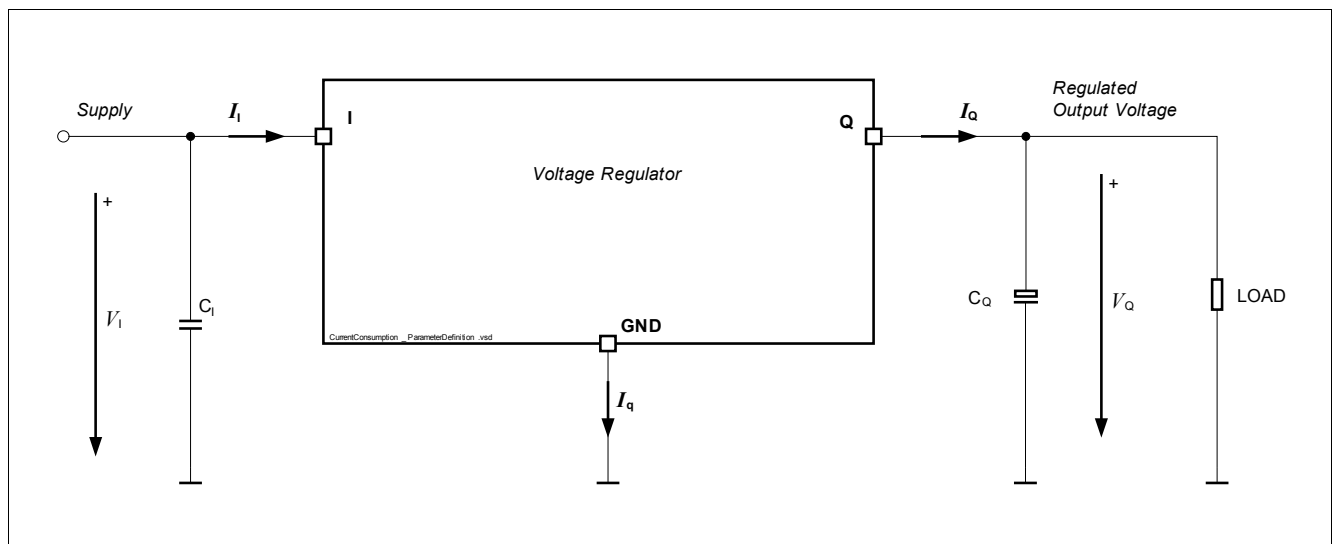 Supply
I_I
I
Q
I_Q
Regulated
Output Voltage
Voltage Regulator
+
+
V_I
C_I
C_Q
V_Q
LOAD
GND
CurrentConsumption _ ParameterDefinition .vsd
I_q